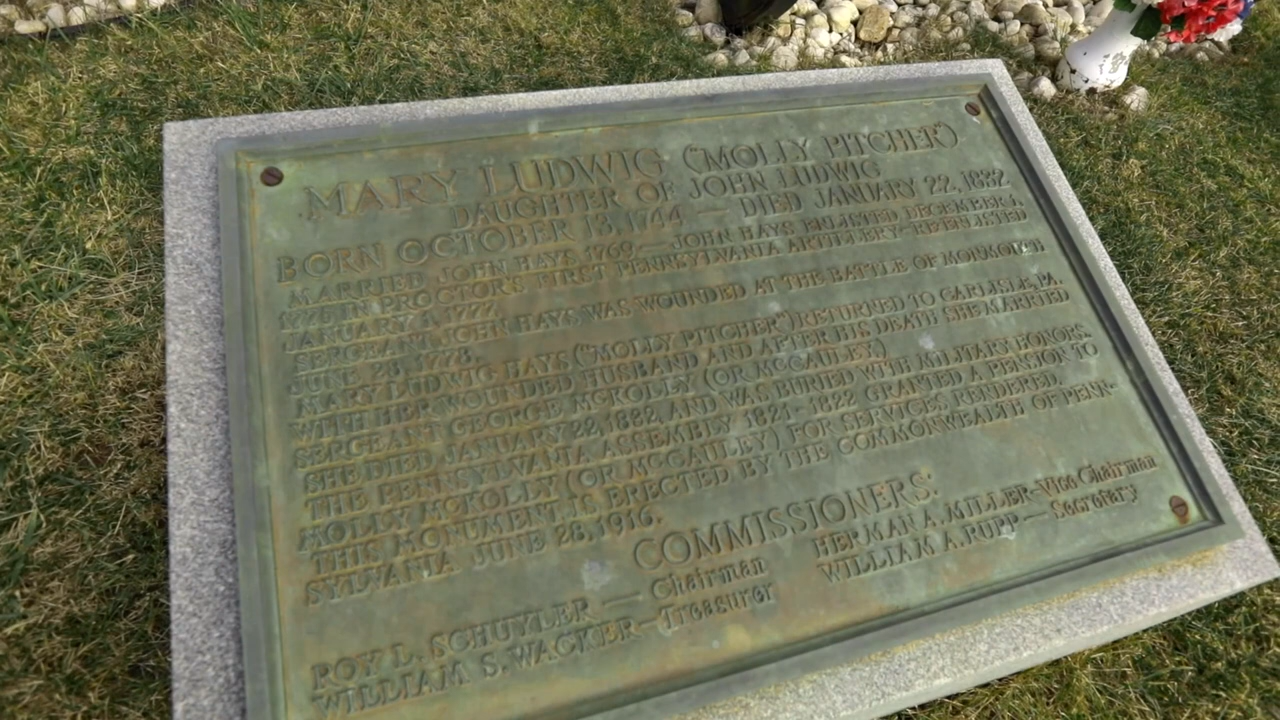 MARY LUDWIG ("MOLLY PITCHER")
DAUGHTER OF JOHN LUDWIG
BORN OCTOBER 13, 1744 — DIED JANUARY 22, 1832
MARRIED JOHN HAYS 1769 — JOHN HAYS ENLISTED DECEMBER 1,
1775 IN PROCTOR'S FIRST PENNSYLVANIA ARTILLERY—REENLISTED
JANUARY 1, 1777.
SERGEANT JOHN HAYS WAS WOUNDED AT THE BATTLE OF MONMOUTH
JUNE 28, 1778.
MARY LUDWIG HAYS ("MOLLY PITCHER") RETURNED TO CARLISLE, PA.
WITH HER WOUNDED HUSBAND AND AFTER HIS DEATH SHE MARRIED
SERGEANT GEORGE MCKOLLY (OR MCCAULEY.)
SHE DIED JANUARY 22, 1832, AND WAS BURIED WITH MILITARY HONORS.
THE PENNSYLVANIA ASSEMBLY 1821-1822 GRANTED A PENSION TO
MOLLY MCKOLLY (OR MCCAULEY) FOR SERVICES RENDERED.
THIS MONUMENT IS ERECTED BY THE COMMONWEALTH OF PENN-
SYLVANIA JUNE 28, 1916.
COMMISSIONERS:
ROY L. SCHUYLER — Chairman HERMAN A. MILLER—Vice Chairman
WILLIAM S. WACKER—Treasurer WILLIAM A. RUPP — Secretary